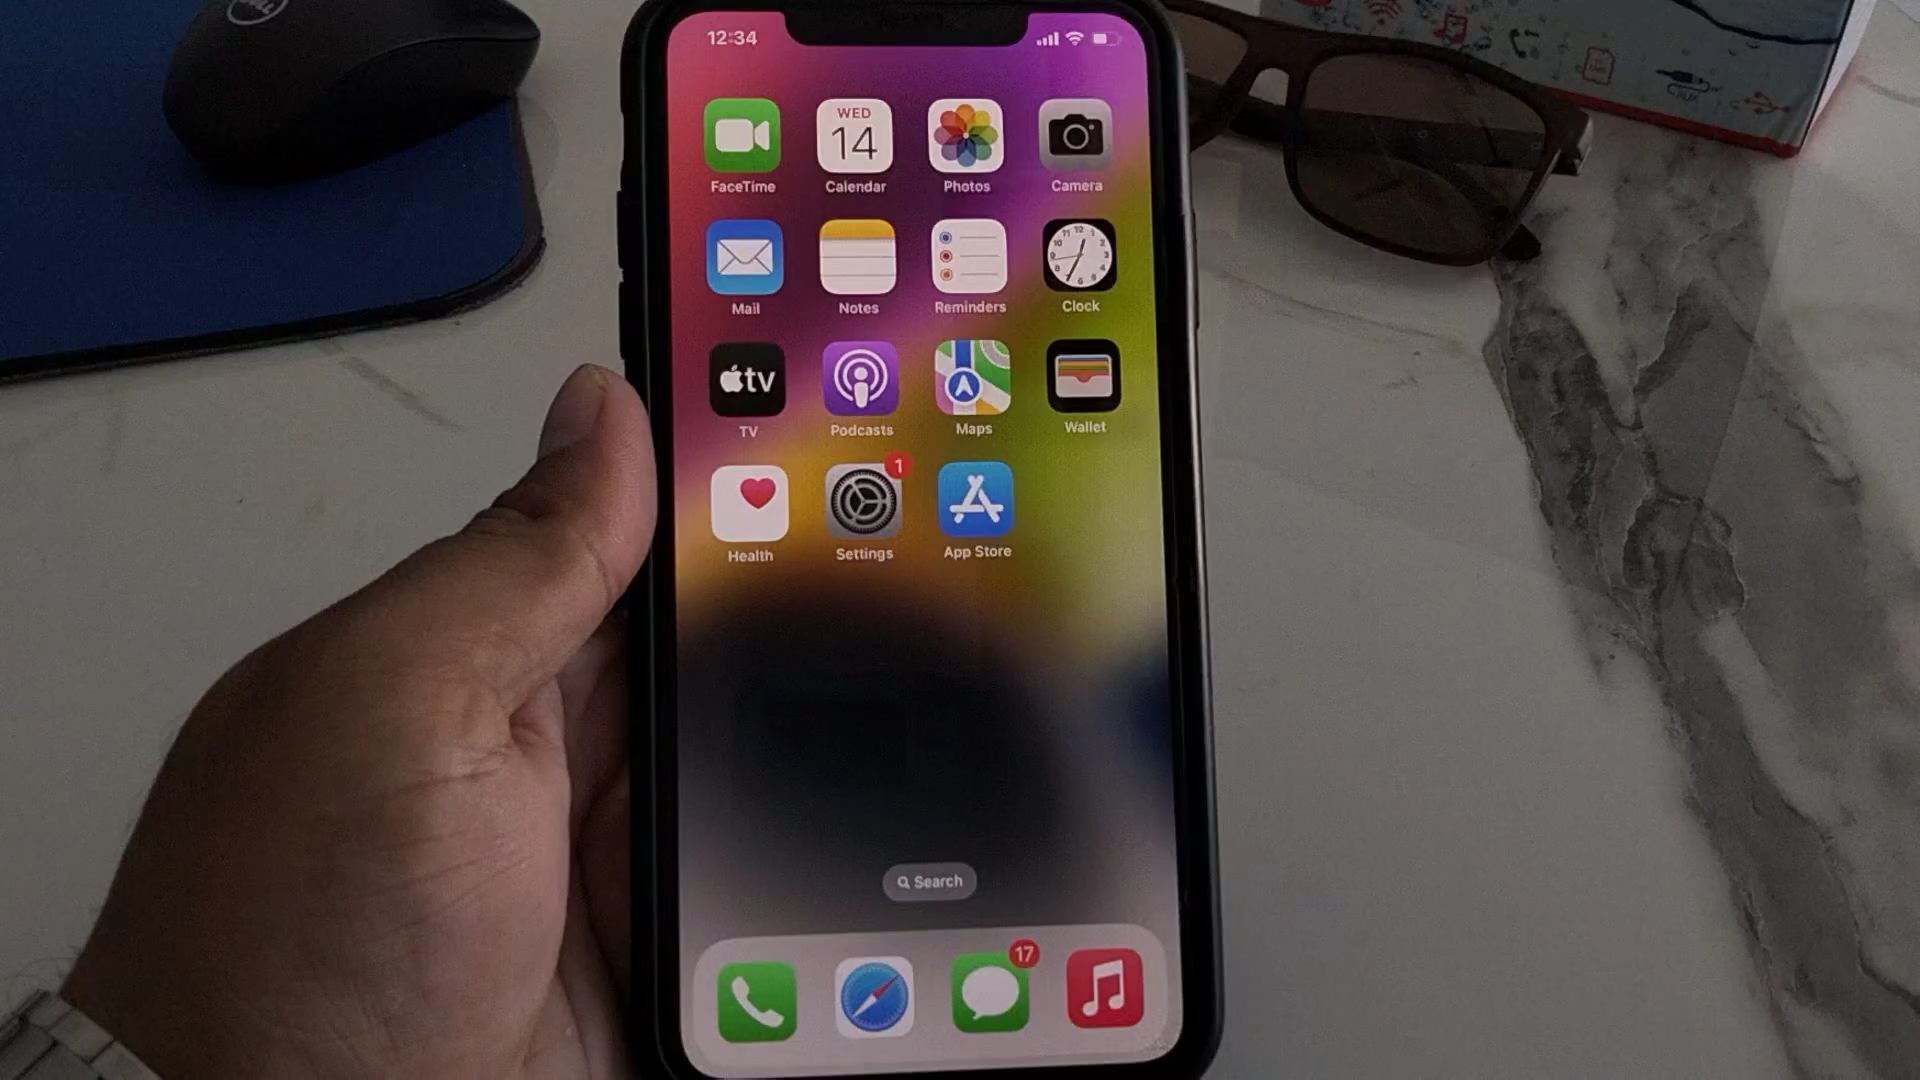 DELL
12:34
WED
14
FaceTime
Calendar
Photos
Camera
Mail
Notes
Reminders
Clock
tv
TV
Podcasts
Maps
Wallet
1
Health
Settings
App Store
Search
17